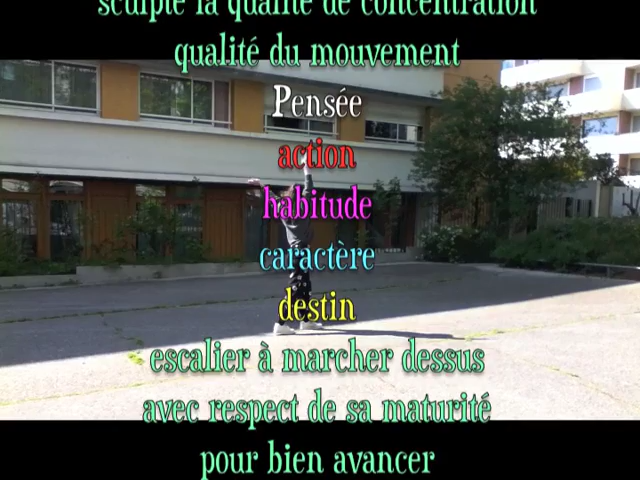 sculpte la qualité de concentration
qualité du mouvement
Pensée
action
habitude
caractère
destin
escalier à marcher dessus
avec respect de sa maturité
pour bien avancer